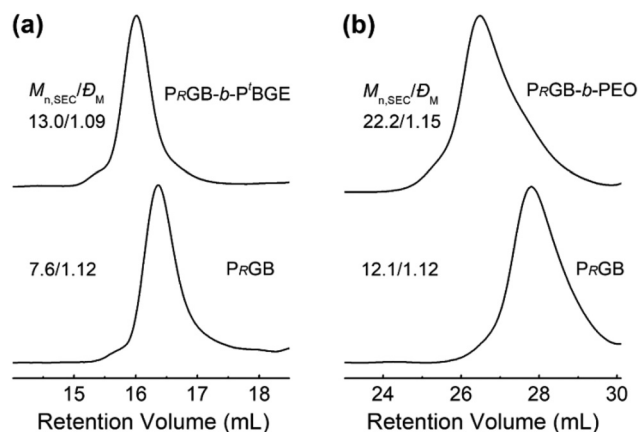 (a)
Mn,SEC/ĐM
13.0/1.09
PRGB-b-PtBGE
7.6/1.12
PRGB
15 16 17 18
Retention Volume (mL)
(b)
Mn,SEC/ĐM
22.2/1.15
PRGB-b-PEO
12.1/1.12
PRGB
24 26 28 30
Retention Volume (mL)